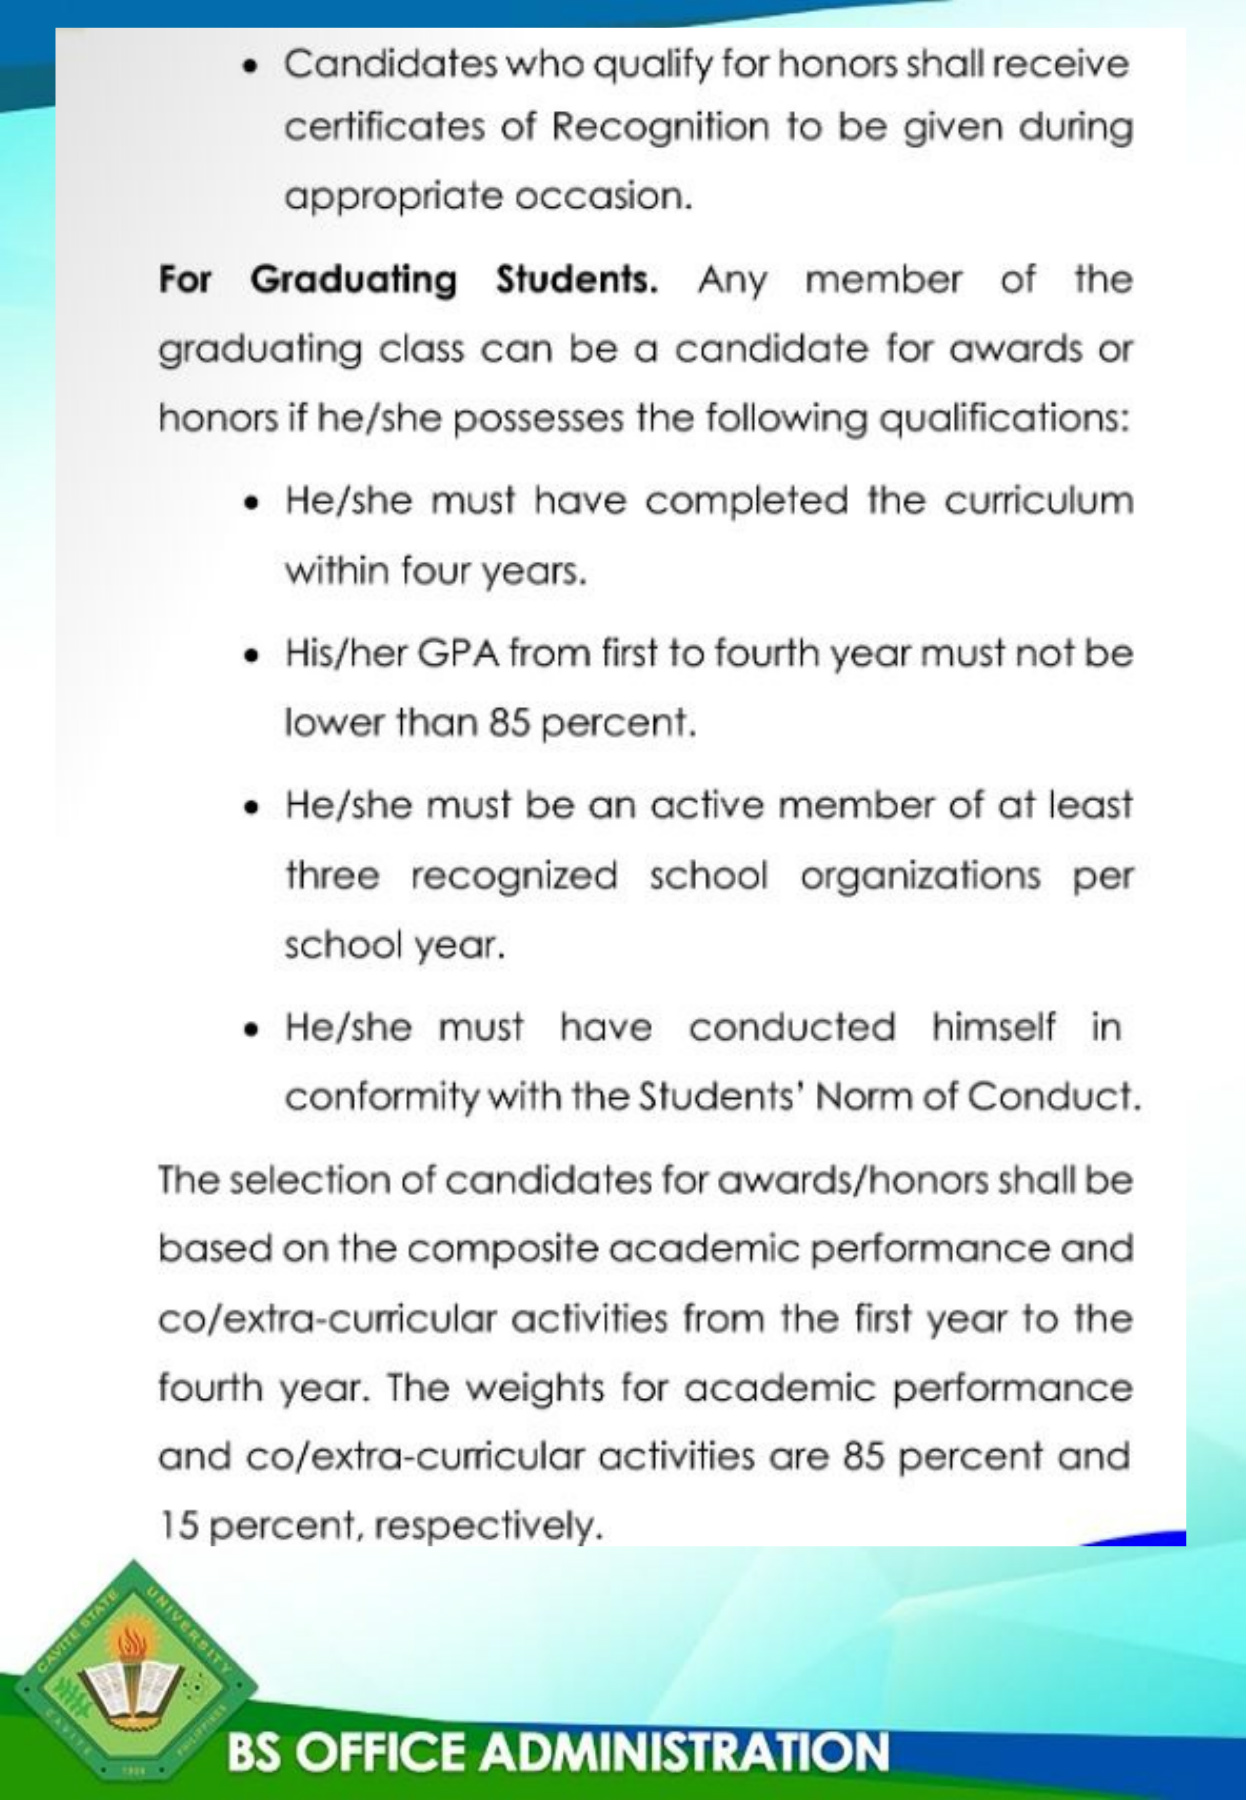 • Candidates who qualify for honors shall receive
certificates of Recognition to be given during
appropriate occasion.
For Graduating Students. Any member of the
graduating class can be a candidate for awards or
honors if he/she possesses the following qualifications:
• He/she must have completed the curriculum
within four years.
• His/her GPA from first to fourth year must not be
lower than 85 percent.
• He/she must be an active member of at least
three recognized school organizations per
school year.
• He/she must have conducted himself in
conformity with the Students' Norm of Conduct.
The selection of candidates for awards/honors shall be
based on the composite academic performance and
co/extra-curricular activities from the first year to the
fourth year. The weights for academic performance
and co/extra-curricular activities are 85 percent and
15 percent, respectively.
CAVITE STATE UNIVERSITY
CAVITE
1906
PHILIPPINES
BS OFFICE ADMINISTRATION